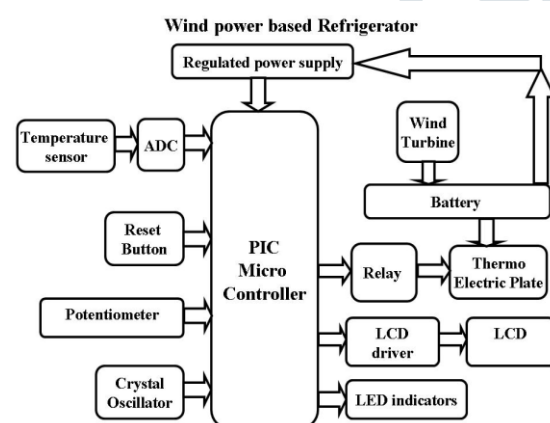 Wind power based Refrigerator
Regulated power supply
Wind
Turbine
Temperature
sensor
ADC
Battery
Reset
Button
PIC
Micro
Controller
Relay
Thermo
Electric Plate
Potentiometer
LCD
driver
LCD
Crystal
Oscillator
LED indicators